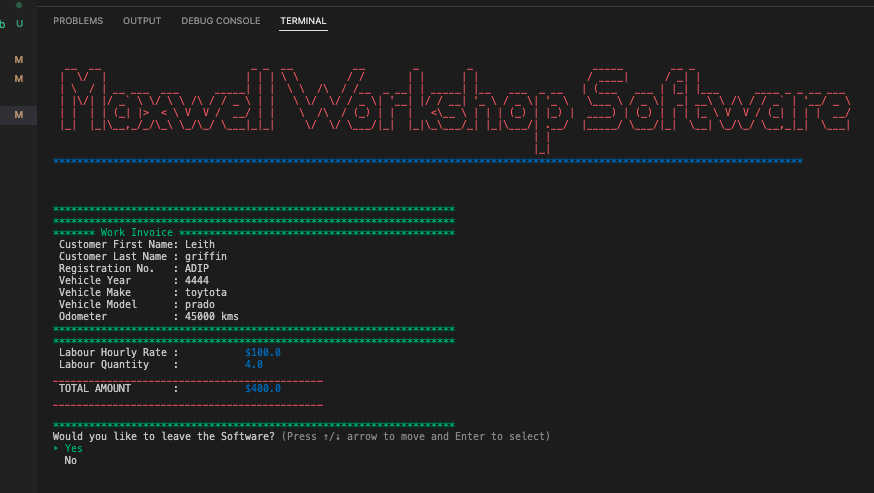 PROBLEMS OUTPUT DEBUG CONSOLE TERMINAL
b U
M
M
M
Maxwell Workshop Software
*****************************************************************************************************************************
*******************************************************************
*******************************************************************
******* Work Invoice **********************************************
Customer First Name: Leith
Customer Last Name : griffin
Registration No. : ADIP
Vehicle Year : 4444
Vehicle Make : toytota
Vehicle Model : prado
Odometer : 45000 kms
*******************************************************************
*******************************************************************
Labour Hourly Rate : $100.0
Labour Quantity : 4.0
_____________________________________________
TOTAL AMOUNT : $400.0
_____________________________________________
*******************************************************************
Would you like to leave the Software? (Press ↑/↓ arrow to move and Enter to select)
‣ Yes
No